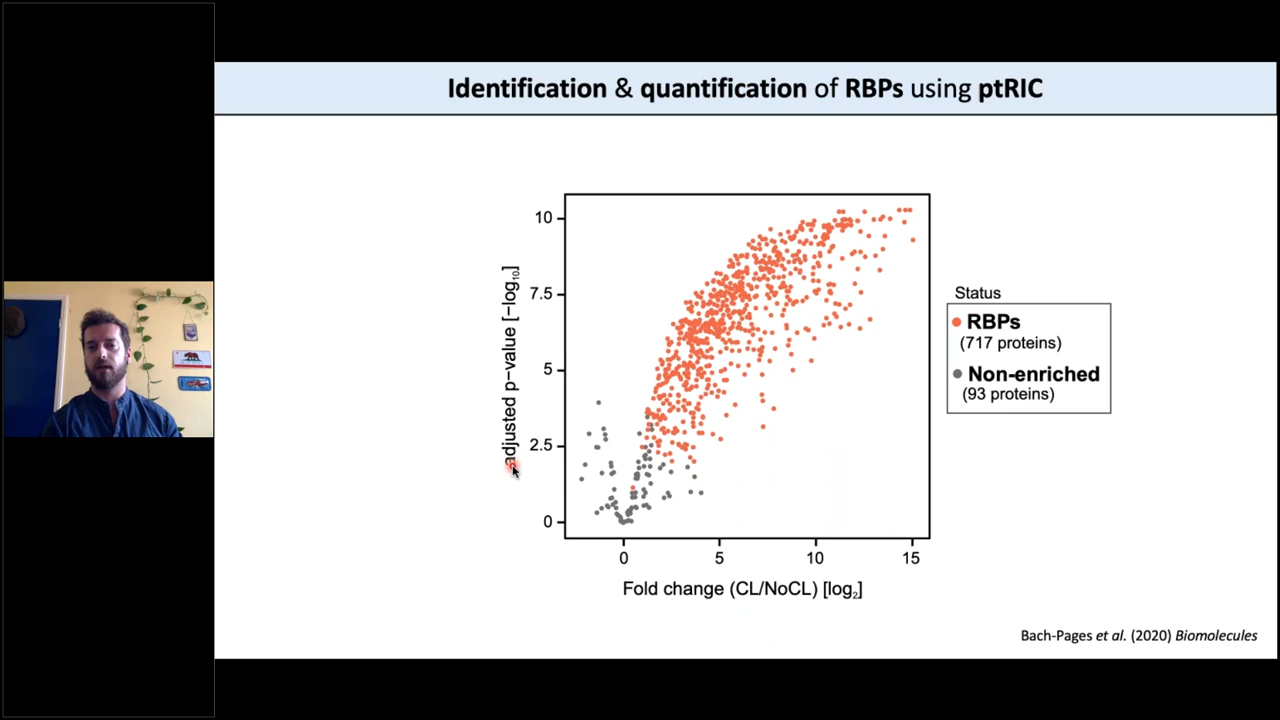 Identification & quantification of RBPs using ptRIC
10
7.5
5
2.5
0
adjusted p−value [−log₁₀]
0 5 10 15
Fold change (CL/NoCL) [log₂]
Status
RBPs
(717 proteins)
Non-enriched
(93 proteins)
Bach-Pages et al. (2020) Biomolecules